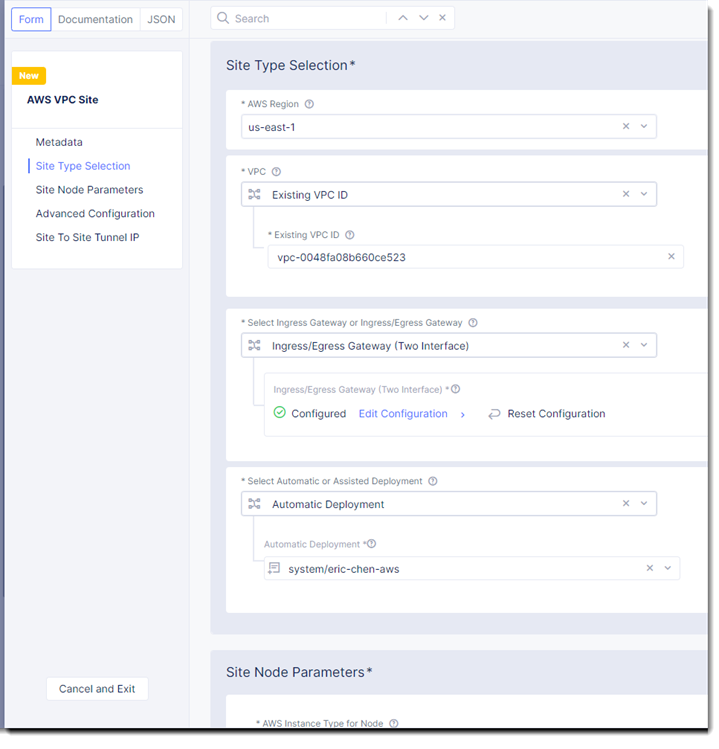 Form
Documentation
JSON
Search
New
AWS VPC Site
Metadata
Site Type Selection
Site Node Parameters
Advanced Configuration
Site To Site Tunnel IP
Cancel and Exit
Site Type Selection*
* AWS Region
us-east-1
* VPC
Existing VPC ID
* Existing VPC ID
vpc-0048fa08b660ce523
* Select Ingress Gateway or Ingress/Egress Gateway
Ingress/Egress Gateway (Two Interface)
Ingress/Egress Gateway (Two Interface) *
Configured Edit Configuration Reset Configuration
* Select Automatic or Assisted Deployment
Automatic Deployment
Automatic Deployment *
system/eric-chen-aws
Site Node Parameters*
* AWS Instance Type for Node